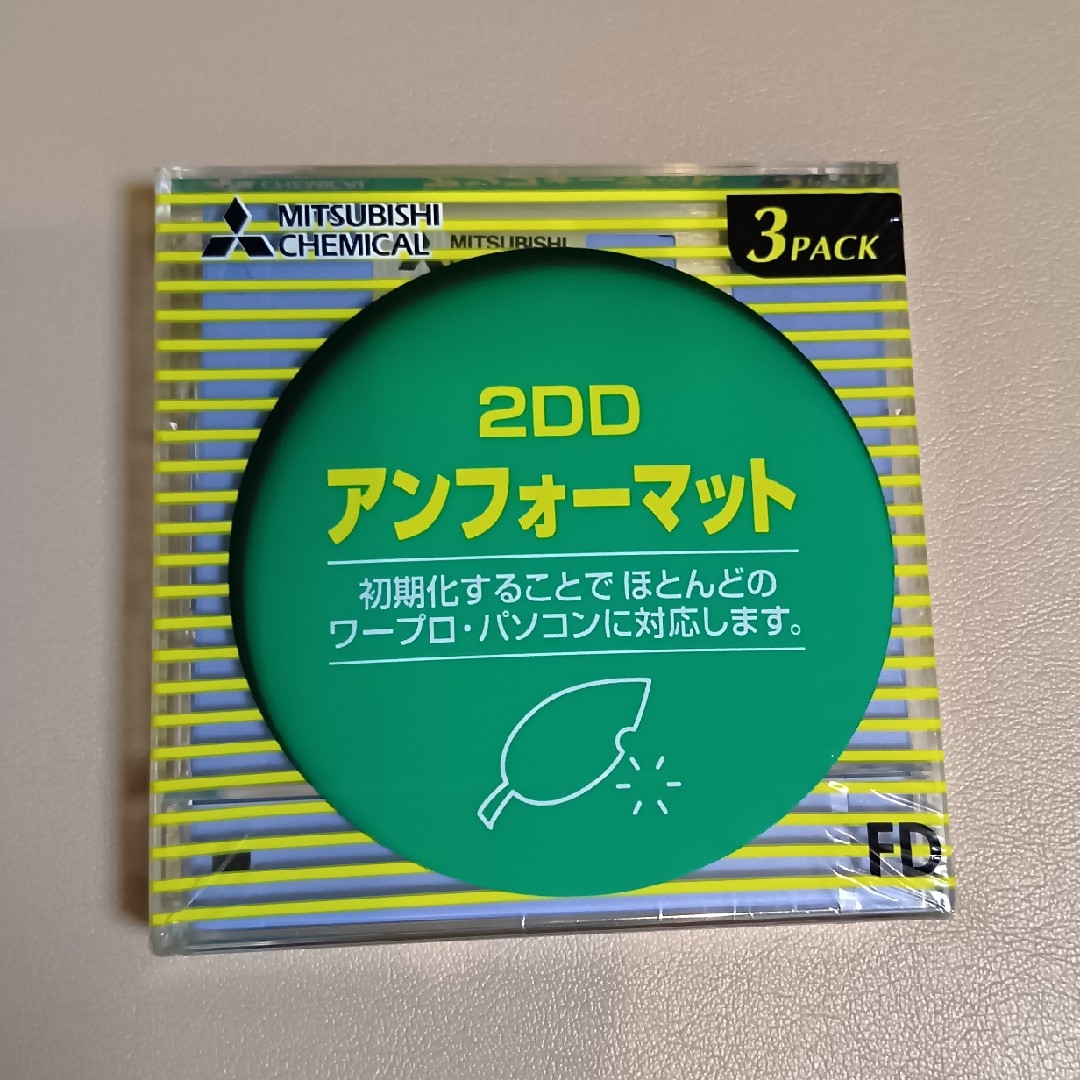 CHEMICAL
MITSUBISHI
CHEMICAL
3PACK
MITSUBISHI
2DD
アンフォーマット
初期化することで ほとんどの
ワープロ・パソコンに対応します。
FD